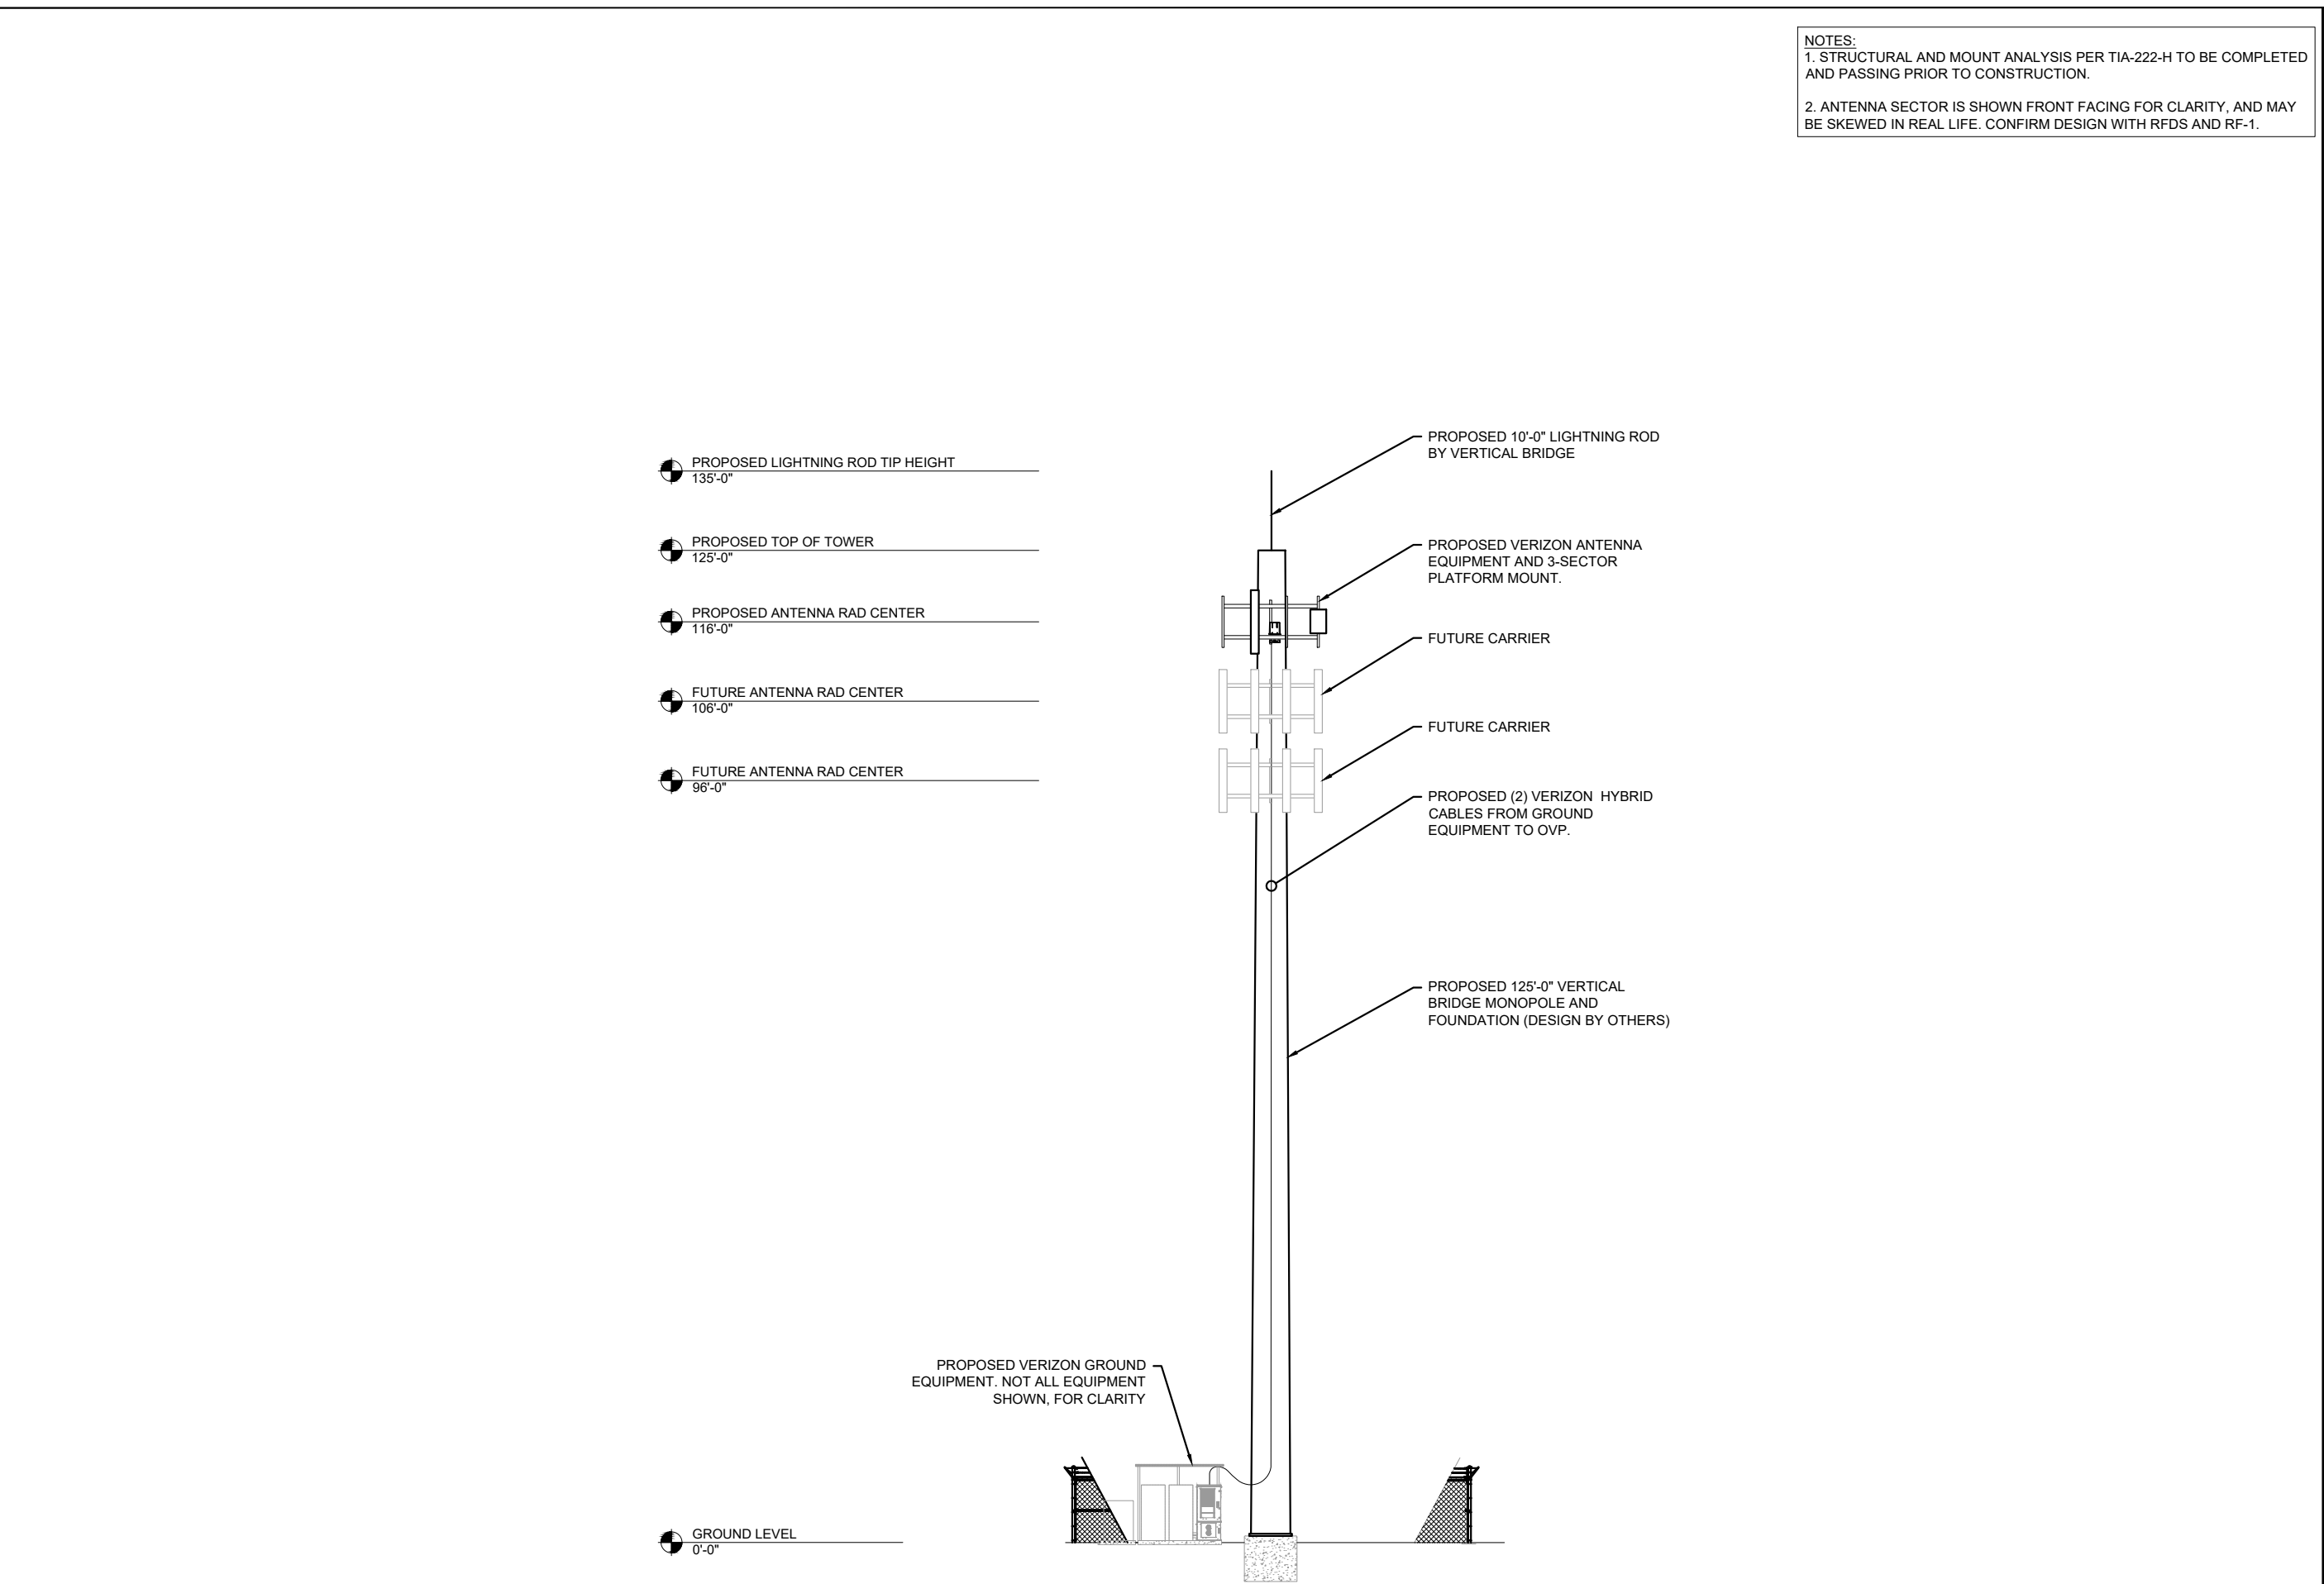 NOTES:
1. STRUCTURAL AND MOUNT ANALYSIS PER TIA-222-H TO BE COMPLETED
AND PASSING PRIOR TO CONSTRUCTION.
2. ANTENNA SECTOR IS SHOWN FRONT FACING FOR CLARITY, AND MAY
BE SKEWED IN REAL LIFE. CONFIRM DESIGN WITH RFDS AND RF-1.
PROPOSED LIGHTNING ROD TIP HEIGHT
135'-0"
PROPOSED TOP OF TOWER
125'-0"
PROPOSED ANTENNA RAD CENTER
116'-0"
FUTURE ANTENNA RAD CENTER
106'-0"
FUTURE ANTENNA RAD CENTER
96'-0"
PROPOSED 10'-0" LIGHTNING ROD
BY VERTICAL BRIDGE
PROPOSED VERIZON ANTENNA
EQUIPMENT AND 3-SECTOR
PLATFORM MOUNT.
FUTURE CARRIER
FUTURE CARRIER
PROPOSED (2) VERIZON HYBRID
CABLES FROM GROUND
EQUIPMENT TO OVP.
PROPOSED 125'-0" VERTICAL
BRIDGE MONOPOLE AND
FOUNDATION (DESIGN BY OTHERS)
PROPOSED VERIZON GROUND
EQUIPMENT. NOT ALL EQUIPMENT
SHOWN, FOR CLARITY
GROUND LEVEL
0'-0"